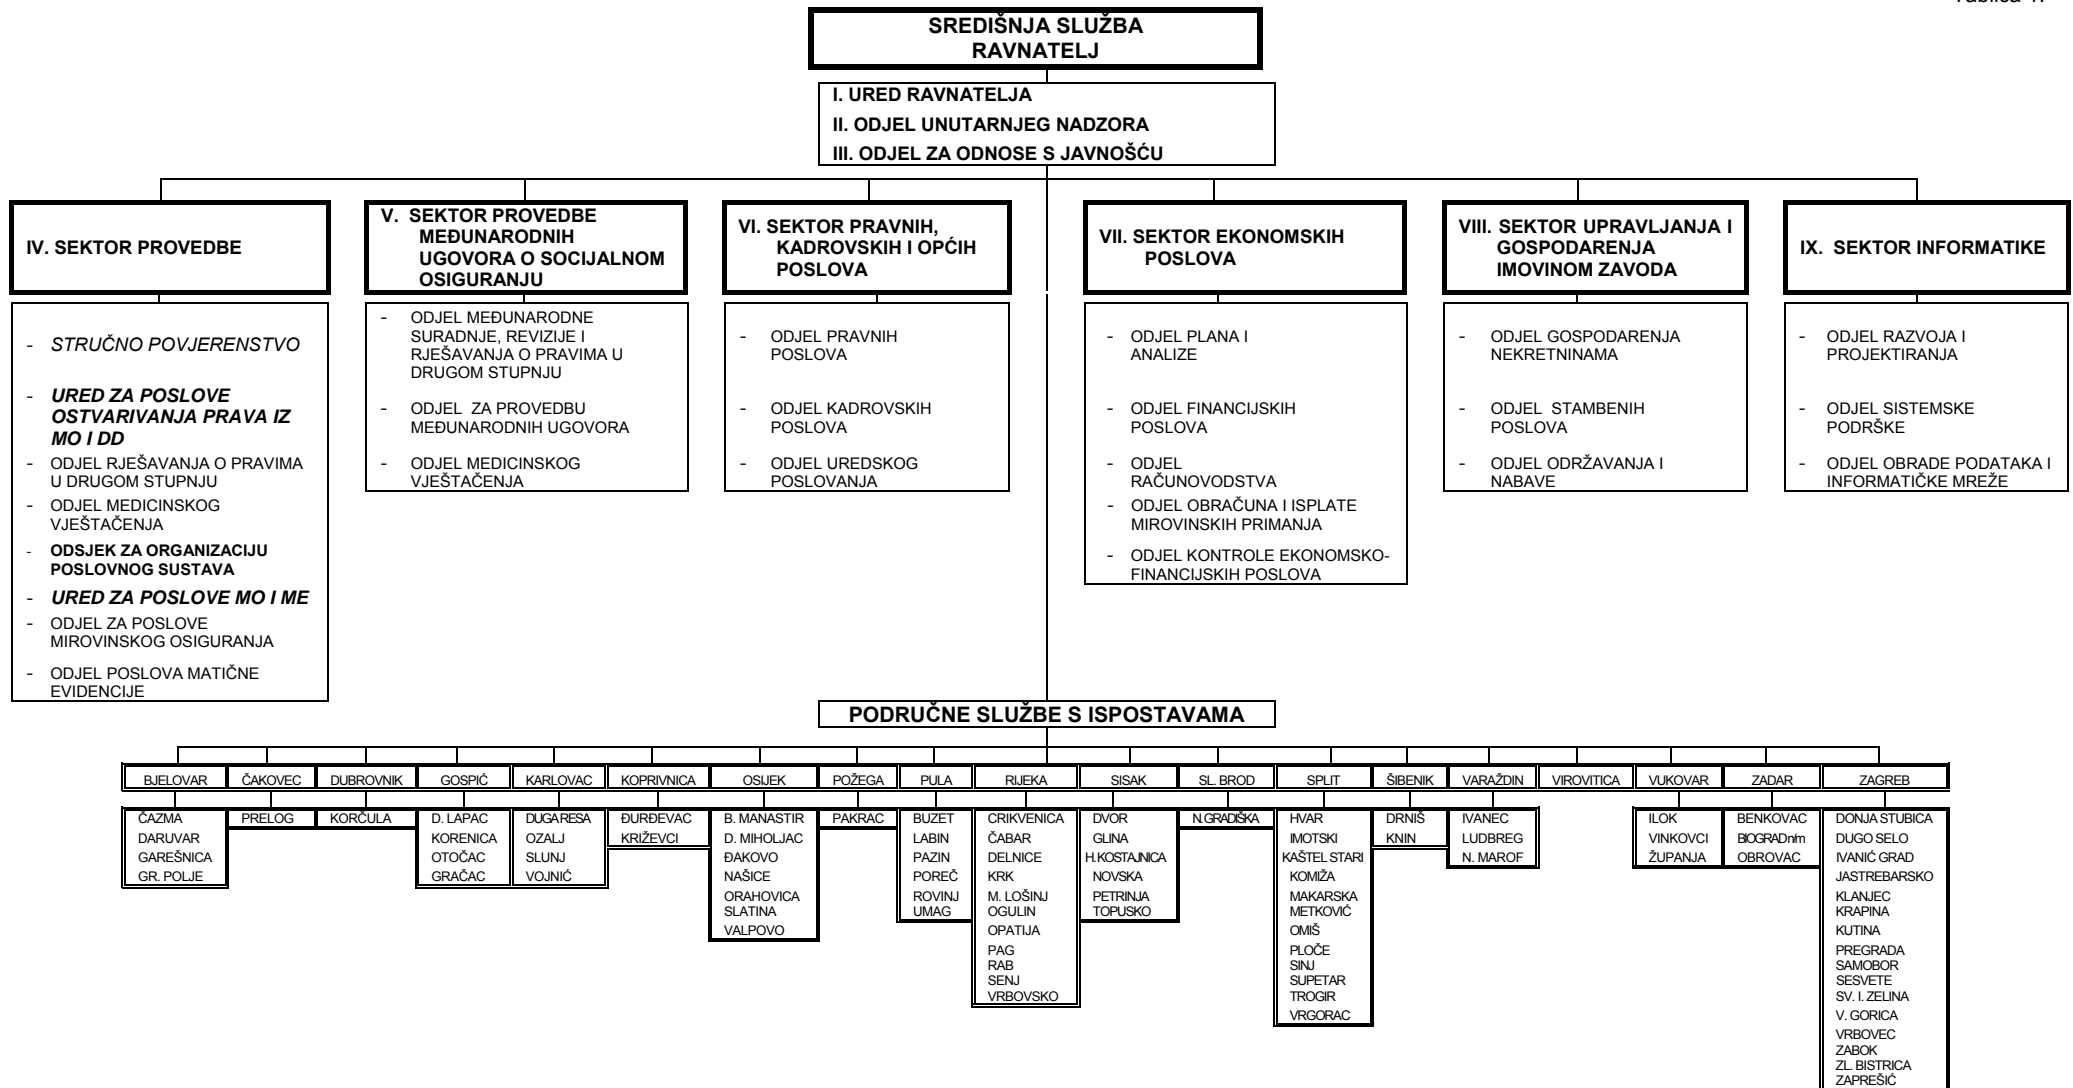 SREDIŠNJA SLUŽBA
RAVNATELJ
I. URED RAVNATELJA
II. ODJEL UNUTARNJEG NADZORA
III. ODJEL ZA ODNOSE S JAVNOŠĆU
IV. SEKTOR PROVEDBE
- STRUČNO POVJERENSTVO
- URED ZA POSLOVE
OSTVARIVANJA PRAVA IZ
MO I DD
- ODJEL RJEŠAVANJA O PRAVIMA
U DRUGOM STUPNJU
- ODJEL MEDICINSKOG
VJEŠTAČENJA
- ODSJEK ZA ORGANIZACIJU
POSLOVNOG SUSTAVA
- URED ZA POSLOVE MO I ME
- ODJEL ZA POSLOVE
MIROVINSKOG OSIGURANJA
- ODJEL POSLOVA MATIČNE
EVIDENCIJE
V. SEKTOR PROVEDBE
MEĐUNARODNIH
UGOVORA O SOCIJALNOM
OSIGURANJU
- ODJEL MEĐUNARODNE
SURADNJE, REVIZIJE I
RJEŠAVANJA O PRAVIMA U
DRUGOM STUPNJU
- ODJEL ZA PROVEDBU
MEĐUNARODNIH UGOVORA
- ODJEL MEDICINSKOG
VJEŠTAČENJA
VI. SEKTOR PRAVNIH,
KADROVSKIH I OPĆIH
POSLOVA
- ODJEL PRAVNIH
POSLOVA
- ODJEL KADROVSKIH
POSLOVA
- ODJEL UREDSKOG
POSLOVANJA
VII. SEKTOR EKONOMSKIH
POSLOVA
- ODJEL PLANA I
ANALIZE
- ODJEL FINANCIJSKIH
POSLOVA
- ODJEL
RAČUNOVODSTVA
- ODJEL OBRAČUNA I ISPLATE
MIROVINSKIH PRIMANJA
- ODJEL KONTROLE EKONOMSKO-
FINANCIJSKIH POSLOVA
VIII. SEKTOR UPRAVLJANJA I
GOSPODARENJA
IMOVINOM ZAVODA
- ODJEL GOSPODARENJA
NEKRETNINAMA
- ODJEL STAMBENIH
POSLOVA
- ODJEL ODRŽAVANJA I
NABAVE
IX. SEKTOR INFORMATIKE
- ODJEL RAZVOJA I
PROJEKTIRANJA
- ODJEL SISTEMSKE
PODRŠKE
- ODJEL OBRADE PODATAKA I
INFORMATIČKE MREŽE
PODRUČNE SLUŽBE S ISPOSTAVAMA
BJELOVAR
ČAZMA
DARUVAR
GAREŠNICA
GR. POLJE
ČAKOVEC
PRELOG
DUBROVNIK
KORČULA
GOSPIĆ
D. LAPAC
KORENICA
OTOČAC
GRAČAC
KARLOVAC
DUGA RESA
OZALJ
SLUNJ
VOJNIĆ
KOPRIVNICA
ĐURĐEVAC
KRIŽEVCI
OSIJEK
B. MANASTIR
D. MIHOLJAC
ĐAKOVO
NAŠICE
ORAHOVICA
SLATINA
VALPOVO
POŽEGA
PAKRAC
PULA
BUZET
LABIN
PAZIN
POREČ
ROVINJ
UMAG
RIJEKA
CRIKVENICA
ČABAR
DELNICE
KRK
M. LOŠINJ
OGULIN
OPATIJA
PAG
RAB
SENJ
VRBOVSKO
SISAK
DVOR
GLINA
H.KOSTAJNICA
NOVSKA
PETRINJA
TOPUSKO
SL. BROD
N.GRADIŠKA
SPLIT
HVAR
IMOTSKI
KAŠTEL STARI
KOMIŽA
MAKARSKA
METKOVIĆ
OMIŠ
PLOČE
SINJ
SUPETAR
TROGIR
VRGORAC
ŠIBENIK
DRNIŠ
KNIN
VARAŽDIN
IVANEC
LUDBREG
N. MAROF
VIROVITICA
VUKOVAR
ILOK
VINKOVCI
ŽUPANJA
ZADAR
BENKOVAC
BIOGRAD n/m
OBROVAC
ZAGREB
DONJA STUBICA
DUGO SELO
IVANIĆ GRAD
JASTREBARSKO
KLANJEC
KRAPINA
KUTINA
PREGRADA
SAMOBOR
SESVETE
SV. I. ZELINA
V. GORICA
VRBOVEC
ZABOK
ZL. BISTRICA
ZAPREŠIĆ